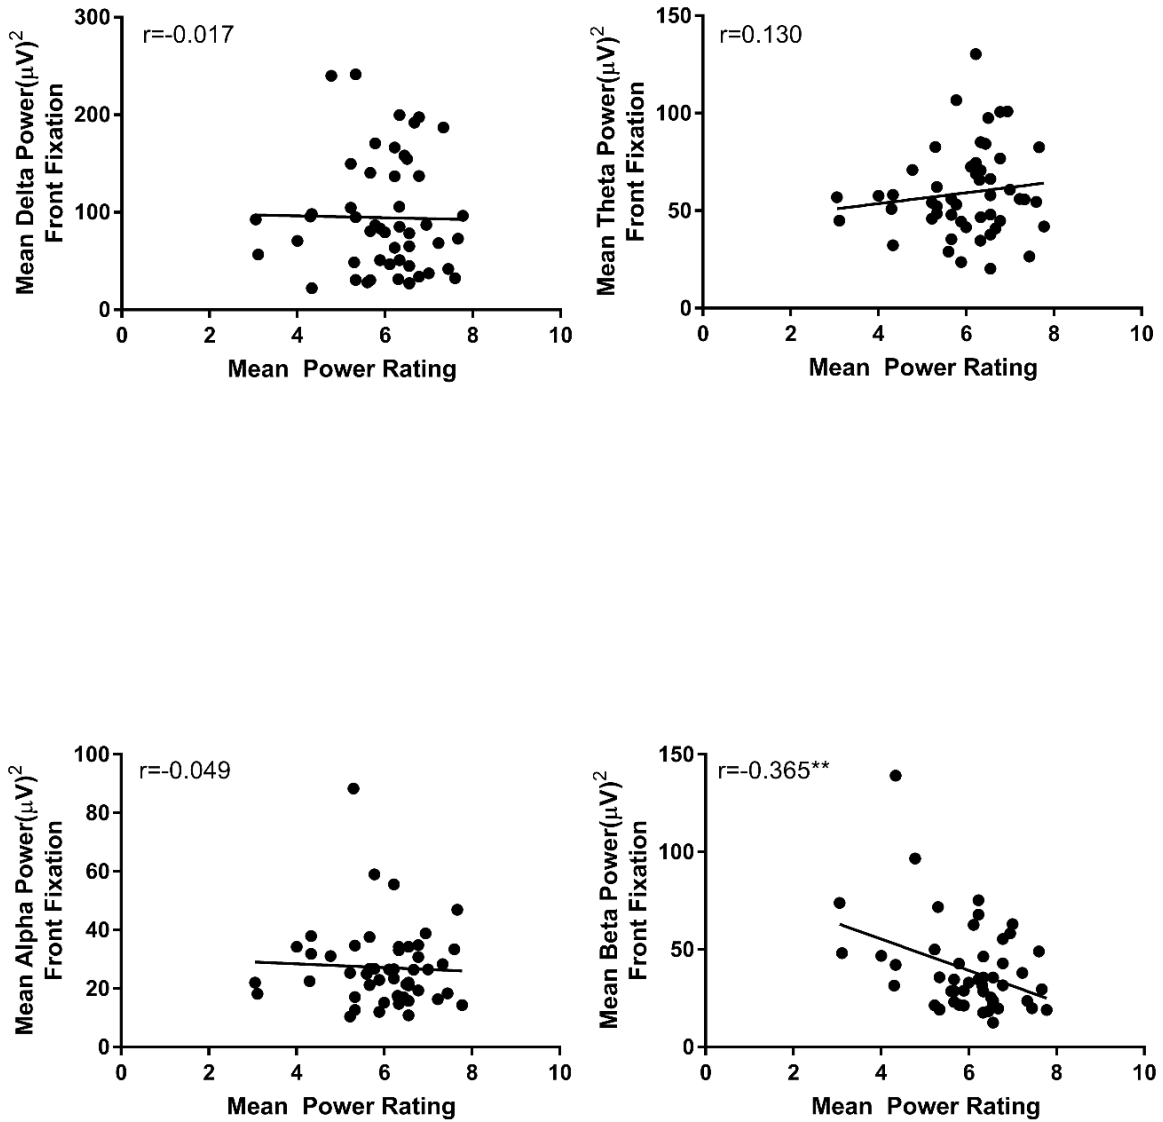 r=-0.017
Mean Delta Power(μV)²
Front Fixation
300
200
100
0
0 2 4 6 8 10
Mean Power Rating
r=0.130
Mean Theta Power(μV)²
Front Fixation
150
100
50
0
0 2 4 6 8 10
Mean Power Rating
r=-0.049
Mean Alpha Power(μV)²
Front Fixation
100
80
60
40
20
0
0 2 4 6 8 10
Mean Power Rating
r=-0.365**
Mean Beta Power(μV)²
Front Fixation
150
100
50
0
0 2 4 6 8 10
Mean Power Rating